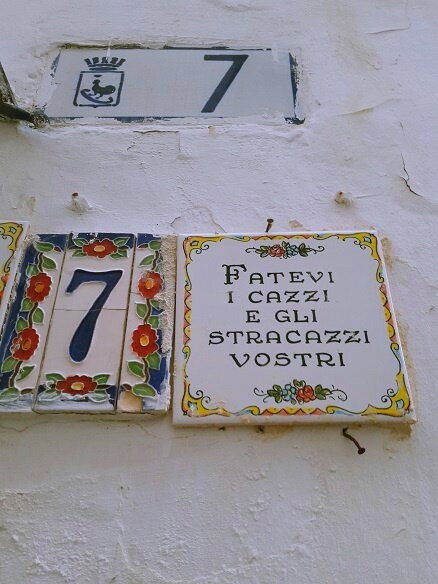 7
7
FATEVI
I CAZZI
E GLI
STRACAZZI
VOSTRI